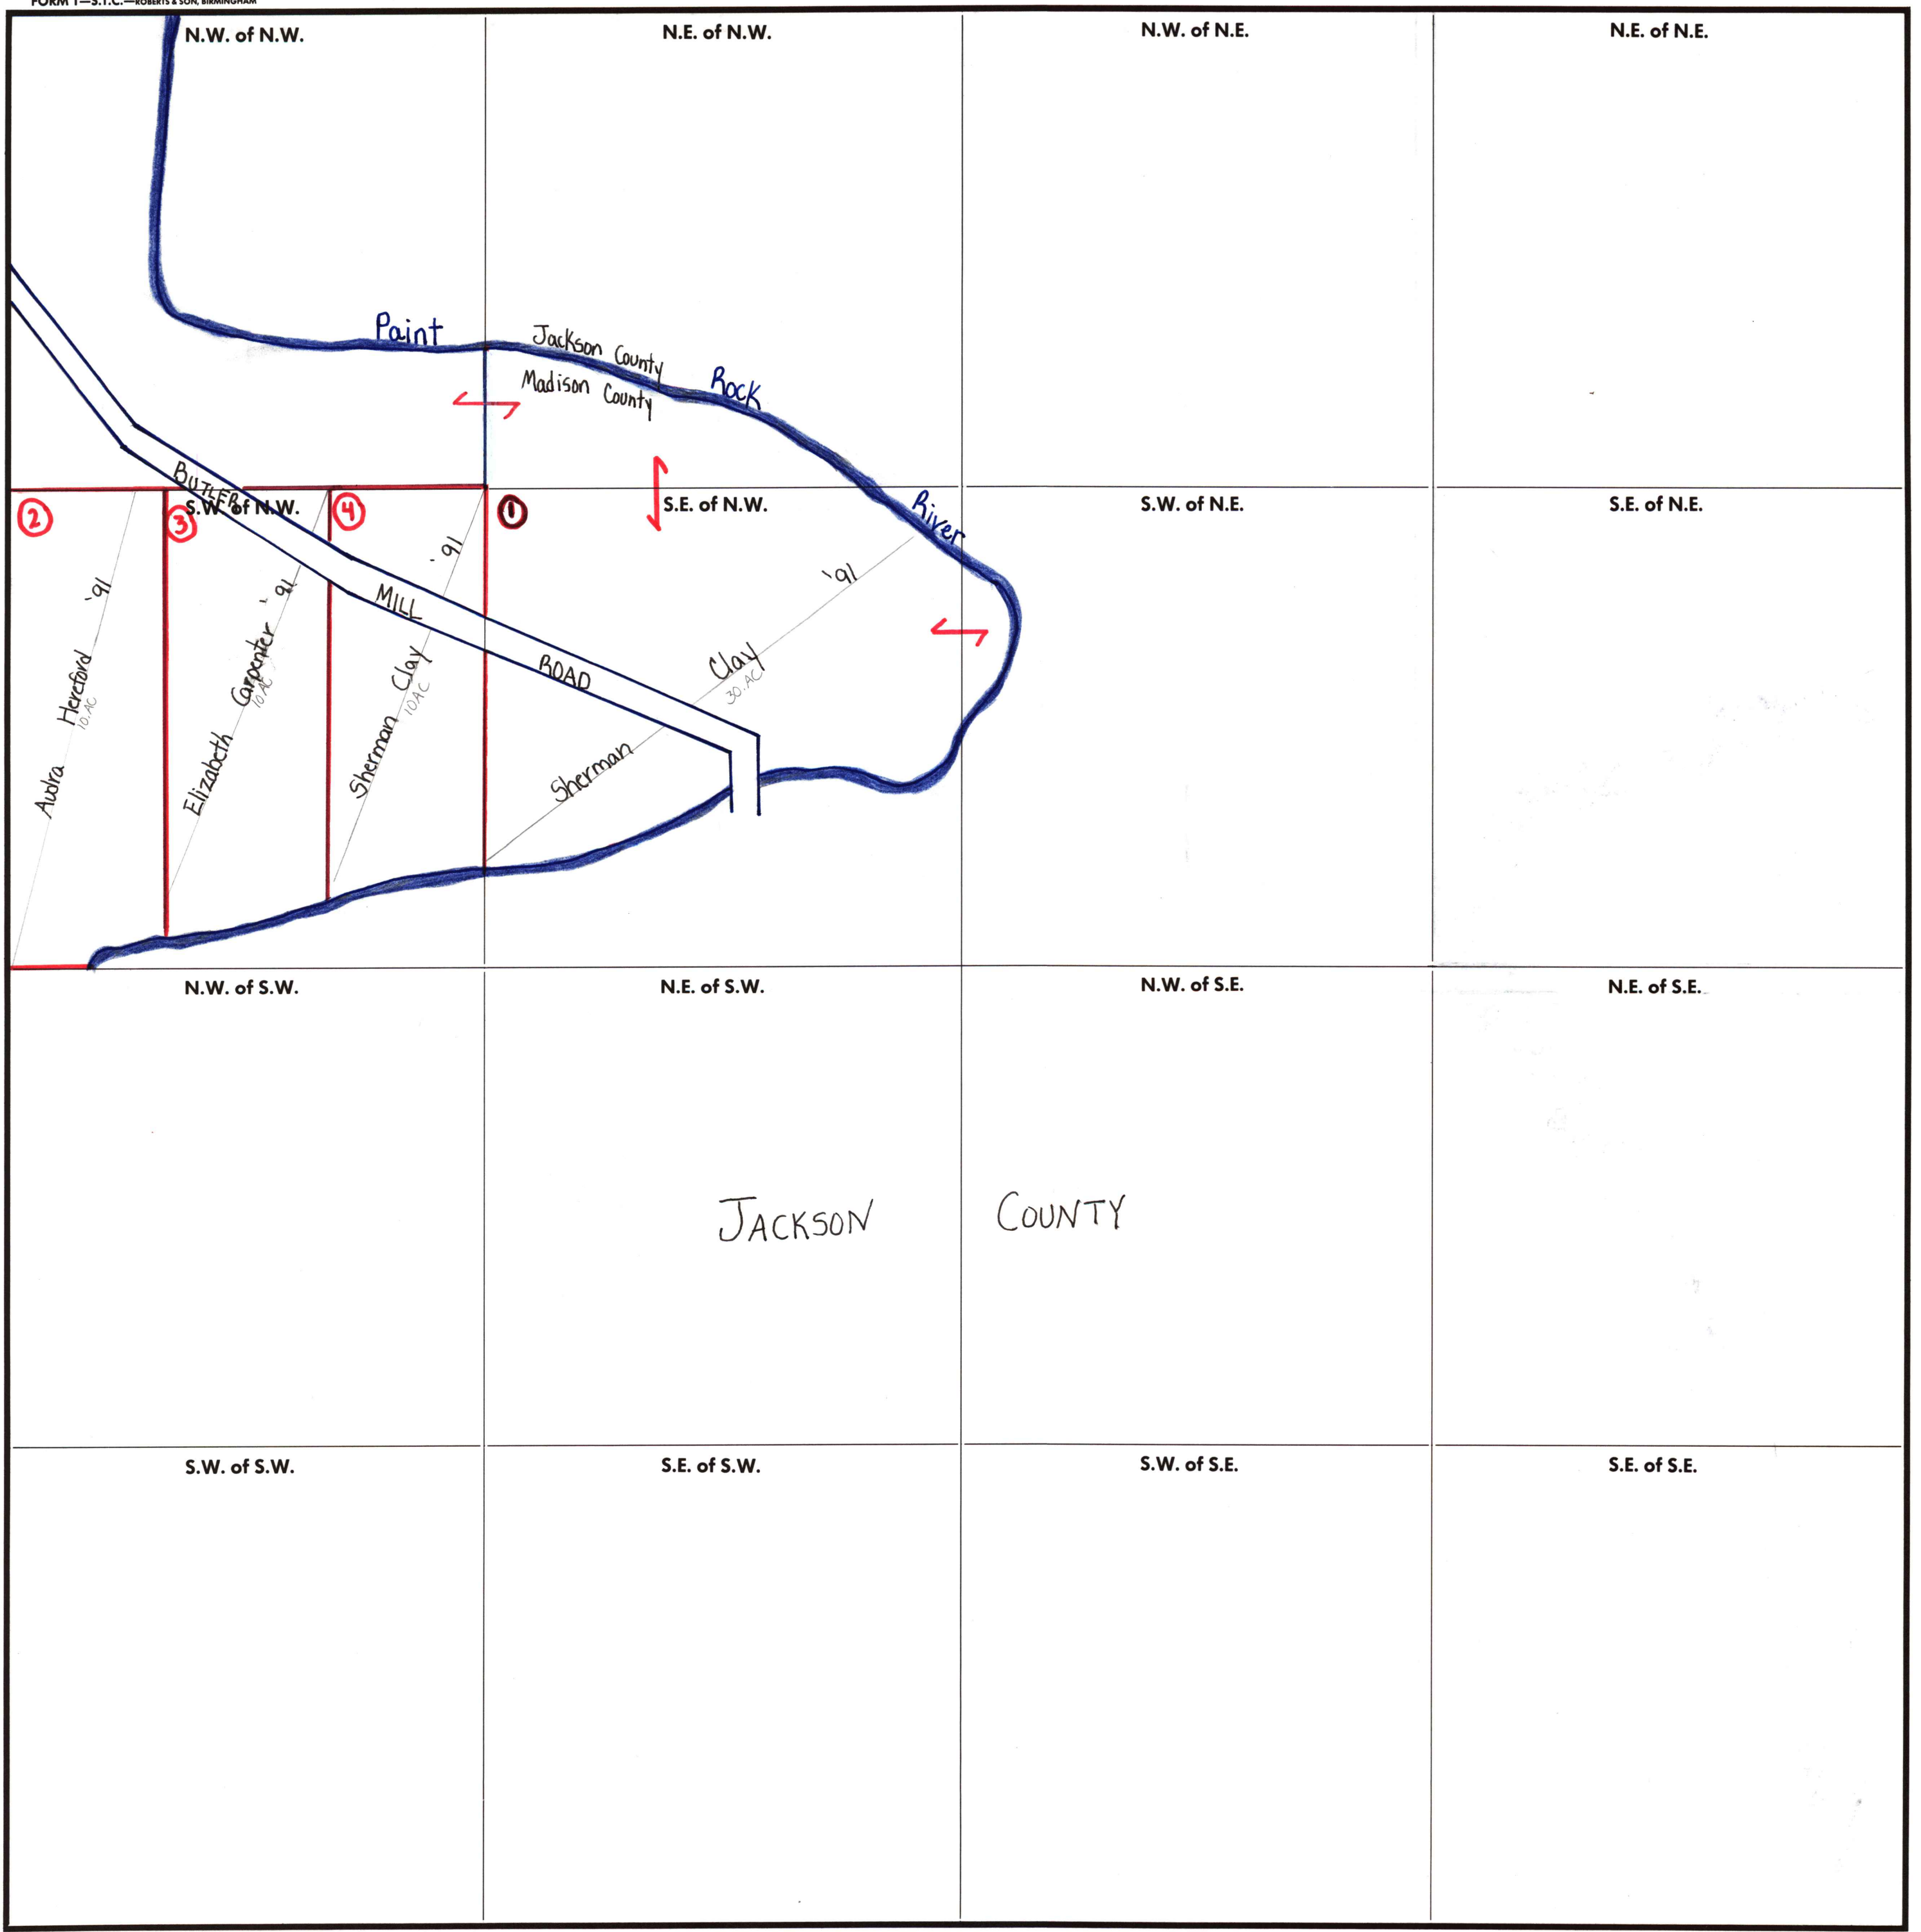 FORM 1—S.T.C.—ROBERTS & SON, BIRMINGHAM
N.W. of N.W.
N.E. of N.W.
N.W. of N.E.
N.E. of N.E.
Paint
Rock
River
Jackson County
Madison County
BUTLER
MILL
ROAD
S.W. of N.W.
S.E. of N.W.
S.W. of N.E.
S.E. of N.E.
2
3
4
1
Audra Hereford '91
10.AC
Elizabeth Carpenter '91
10 AC
Sherman Clay '91
10 AC
Sherman Clay '91
30.AC
N.W. of S.W.
N.E. of S.W.
N.W. of S.E.
N.E. of S.E.
JACKSON COUNTY
S.W. of S.W.
S.E. of S.W.
S.W. of S.E.
S.E. of S.E.